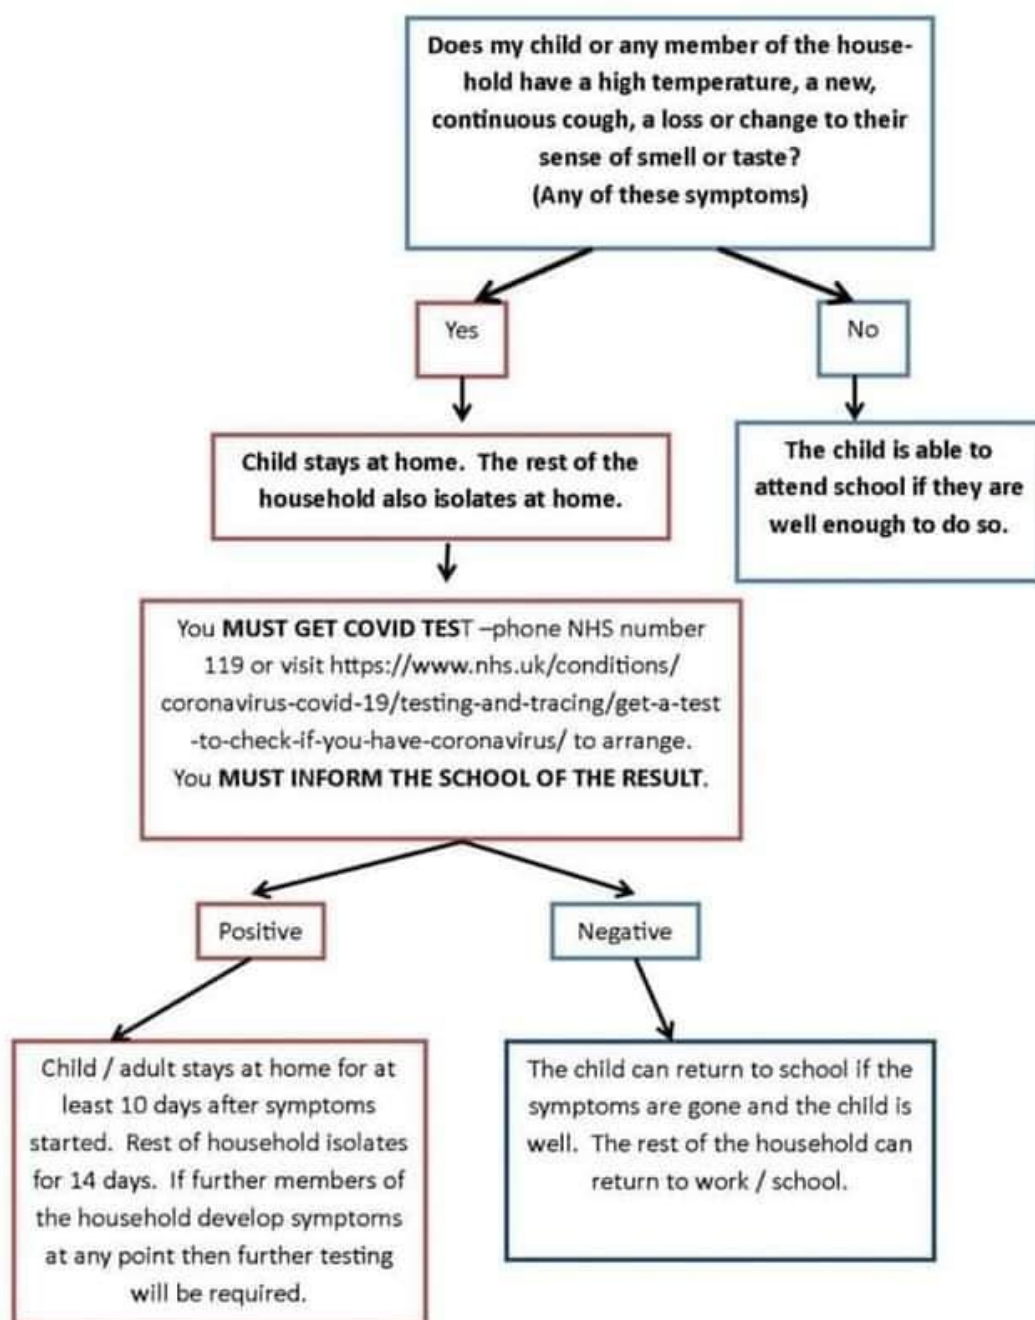 Does my child or any member of the house-
hold have a high temperature, a new,
continuous cough, a loss or change to their
sense of smell or taste?
(Any of these symptoms)
Yes
No
Child stays at home. The rest of the
household also isolates at home.
The child is able to
attend school if they are
well enough to do so.
You MUST GET COVID TEST –phone NHS number
119 or visit https://www.nhs.uk/conditions/
coronavirus-covid-19/testing-and-tracing/get-a-test
-to-check-if-you-have-coronavirus/ to arrange.
You MUST INFORM THE SCHOOL OF THE RESULT.
Positive
Negative
Child / adult stays at home for at
least 10 days after symptoms
started. Rest of household isolates
for 14 days. If further members of
the household develop symptoms
at any point then further testing
will be required.
The child can return to school if the
symptoms are gone and the child is
well. The rest of the household can
return to work / school.